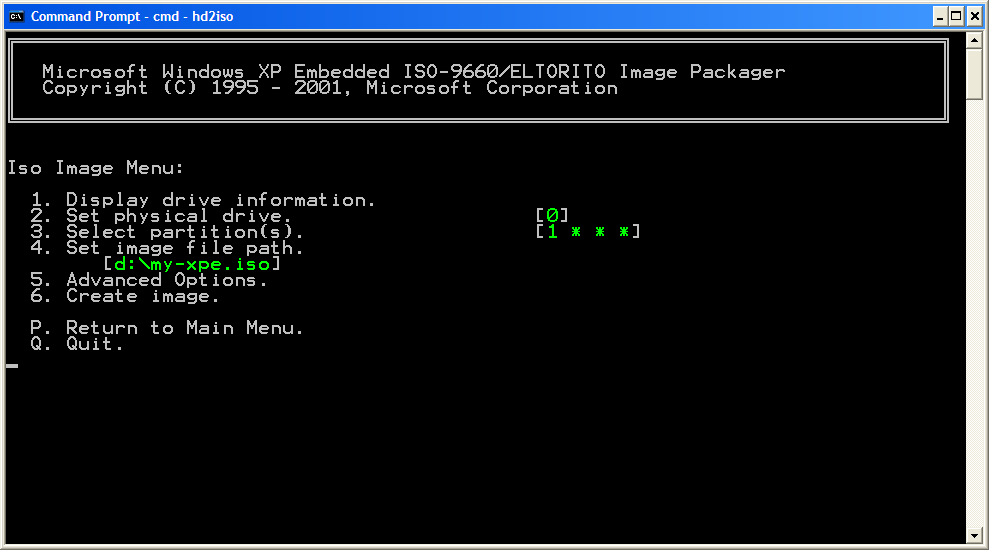 Command Prompt - cmd - hd2iso
Microsoft Windows XP Embedded ISO-9660/ELTORITO Image Packager
Copyright (C) 1995 - 2001, Microsoft Corporation
Iso Image Menu:
1. Display drive information.
2. Set physical drive. [0]
3. Select partition(s). [1 * * *]
4. Set image file path.
[d:\my-xpe.iso]
5. Advanced Options.
6. Create image.
P. Return to Main Menu.
Q. Quit.